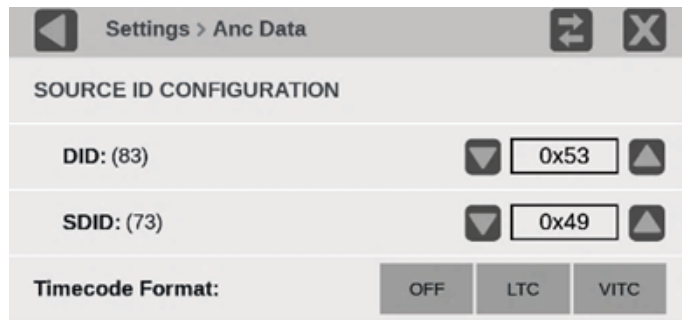 Settings > Anc Data
SOURCE ID CONFIGURATION
DID: (83) 0x53
SDID: (73) 0x49
Timecode Format: OFF LTC VITC